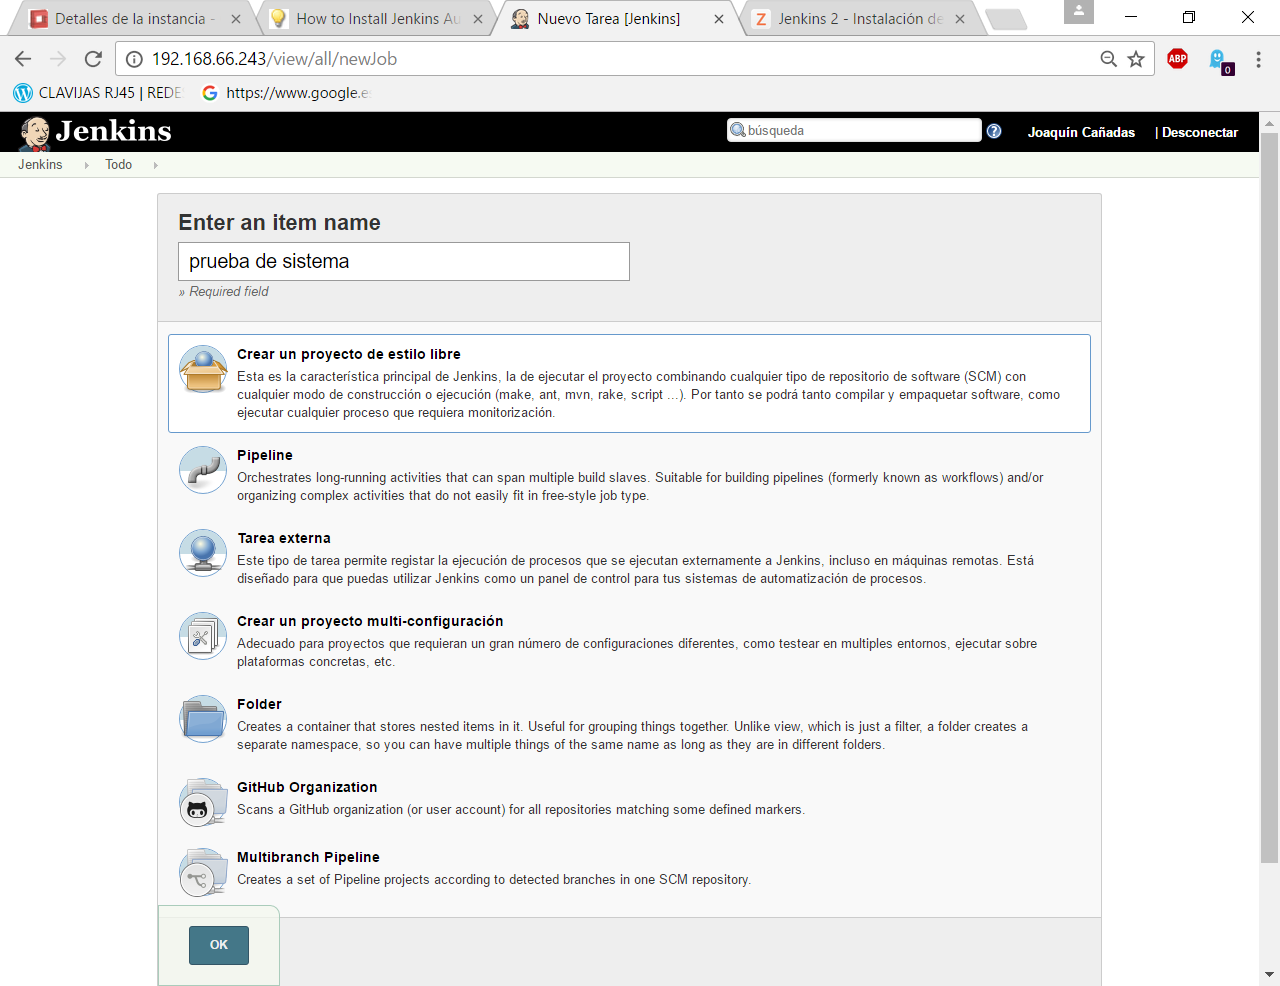 Detalles de la instancia -
How to Install Jenkins Au
Nuevo Tarea [Jenkins]
Jenkins 2 - Instalación de
192.168.66.243/view/all/newJob
ABP
0
CLAVIJAS RJ45 | REDE
https://www.google.e
Jenkins
búsqueda
?
Joaquín Cañadas
| Desconectar
Jenkins
Todo
Enter an item name
prueba de sistema
» Required field
Crear un proyecto de estilo libre
Esta es la característica principal de Jenkins, la de ejecutar el proyecto combinando cualquier tipo de repositorio de software (SCM) con
cualquier modo de construcción o ejecución (make, ant, mvn, rake, script ...). Por tanto se podrá tanto compilar y empaquetar software, como
ejecutar cualquier proceso que requiera monitorización.
Pipeline
Orchestrates long-running activities that can span multiple build slaves. Suitable for building pipelines (formerly known as workflows) and/or
organizing complex activities that do not easily fit in free-style job type.
Tarea externa
Este tipo de tarea permite registar la ejecución de procesos que se ejecutan externamente a Jenkins, incluso en máquinas remotas. Está
diseñado para que puedas utilizar Jenkins como un panel de control para tus sistemas de automatización de procesos.
Crear un proyecto multi-configuración
Adecuado para proyectos que requieran un gran número de configuraciones diferentes, como testear en multiples entornos, ejecutar sobre
plataformas concretas, etc.
Folder
Creates a container that stores nested items in it. Useful for grouping things together. Unlike view, which is just a filter, a folder creates a
separate namespace, so you can have multiple things of the same name as long as they are in different folders.
GitHub Organization
Scans a GitHub organization (or user account) for all repositories matching some defined markers.
Multibranch Pipeline
Creates a set of Pipeline projects according to detected branches in one SCM repository.
OK